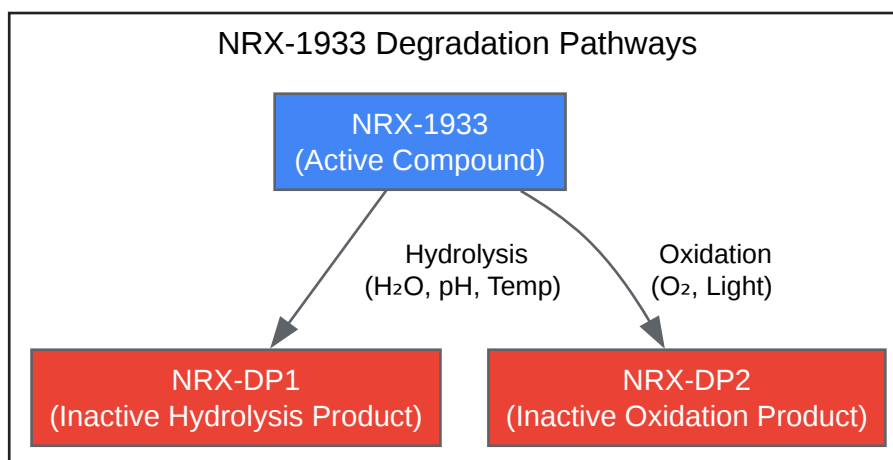 NRX-1933 Degradation Pathways
NRX-1933
(Active Compound)
Hydrolysis
(H₂O, pH, Temp)
Oxidation
(O₂, Light)
NRX-DP1
(Inactive Hydrolysis Product)
NRX-DP2
(Inactive Oxidation Product)